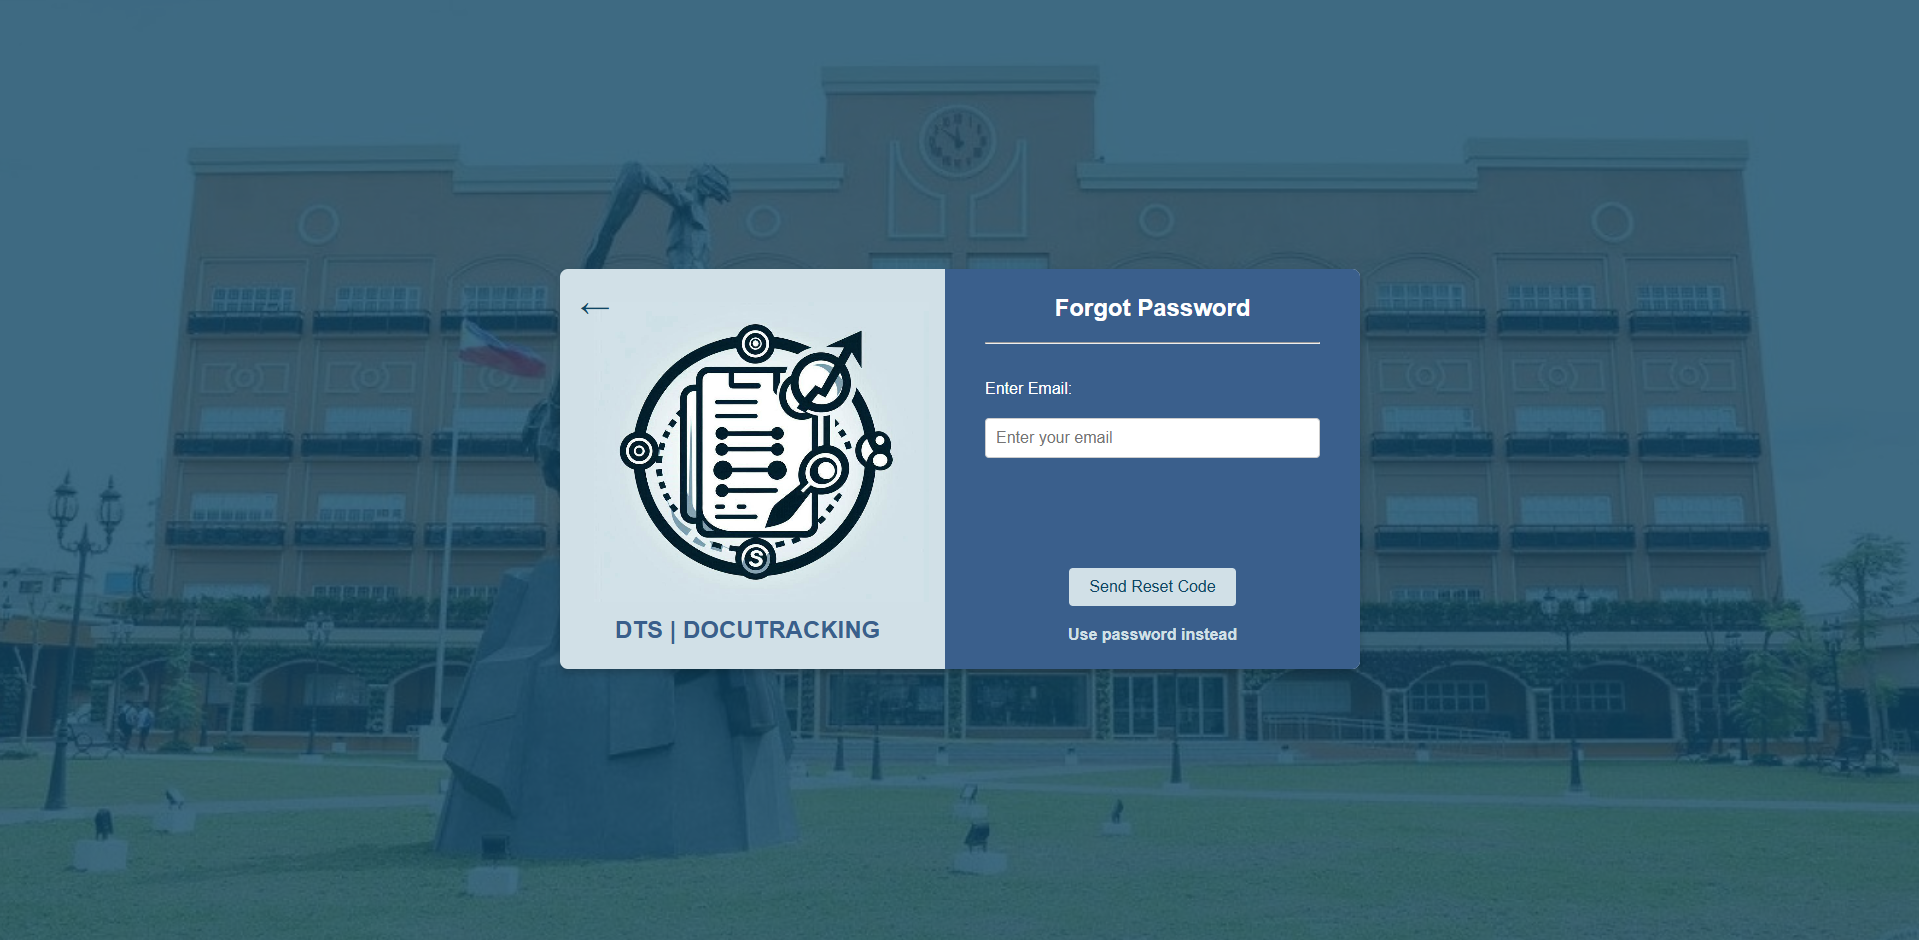 Forgot Password
Enter Email:
Enter your email
S
Send Reset Code
DTS | DOCUTRACKING
Use password instead